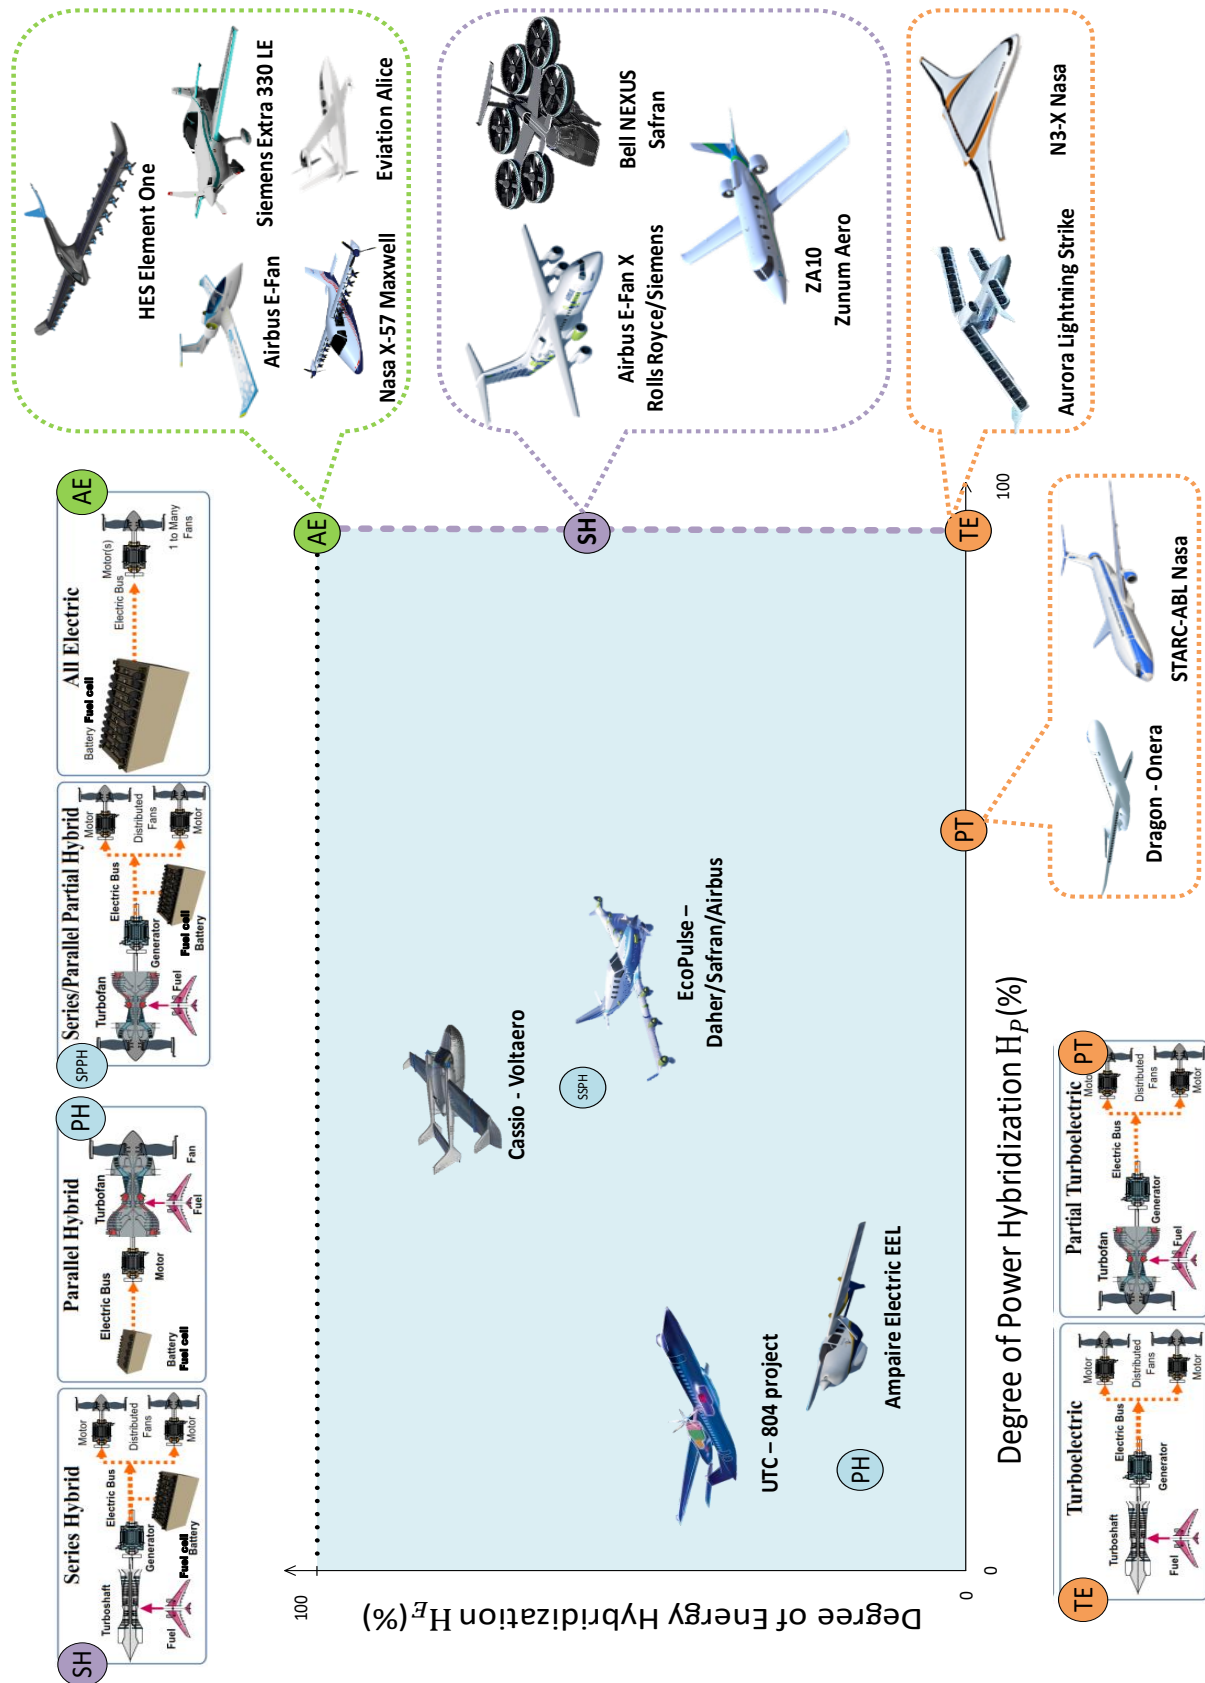 SH
Series Hybrid
Turboshaft
Fuel
Generator
Electric Bus
Fuel cell
Battery
Motor
Distributed
Fans
Motor
PH
Parallel Hybrid
Battery
Fuel cell
Electric Bus
Motor
Turbofan
Fuel
Fan
SPPH
Series/Parallel Partial Hybrid
Turbofan
Fuel
Generator
Electric Bus
Fuel cell
Battery
Motor
Distributed
Fans
Motor
AE
All Electric
Battery Fuel cell
Electric Bus
Motor(s)
1 to Many
Fans
HES Element One
Airbus E-Fan
Siemens Extra 330 LE
Nasa X-57 Maxwell
Eviation Alice
Airbus E-Fan X
Rolls Royce/Siemens
Bell NEXUS
Safran
ZA10
Zunum Aero
Aurora Lightning Strike
N3-X Nasa
Degree of Energy Hybridization H_E(%)
100
0
AE
SH
TE
Cassio - Voltaero
SSPH
EcoPulse –
Daher/Safran/Airbus
UTC – 804 project
Ampaire Electric EEL
PH
PT
0
100
Degree of Power Hybridization H_P(%)
Dragon - Onera
STARC-ABL Nasa
TE
Turboelectric
Turboshaft
Fuel
Generator
Electric Bus
Motor
Distributed
Fans
Motor
PT
Partial Turboelectric
Turbofan
Fuel
Generator
Electric Bus
Motor
Distributed
Fans
Motor